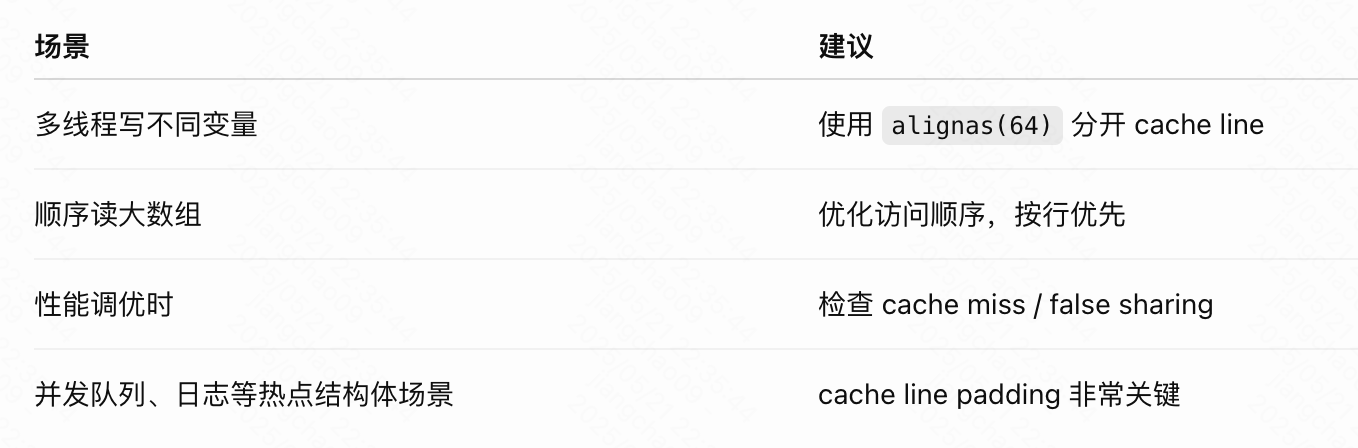 场景 建议
多线程写不同变量 使用 alignas(64) 分开 cache line
顺序读大数组 优化访问顺序，按行优先
性能调优时 检查 cache miss / false sharing
并发队列、日志等热点结构体场景 cache line padding 非常关键